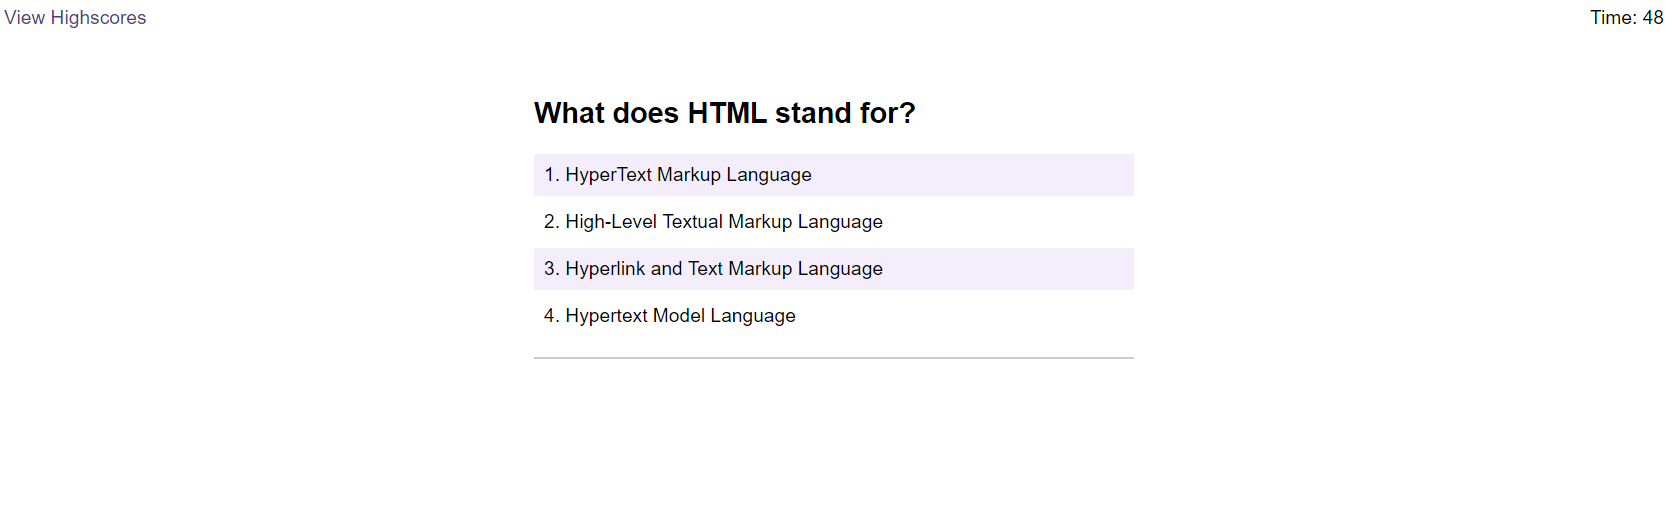 View Highscores
Time: 48
What does HTML stand for?
1. HyperText Markup Language
2. High-Level Textual Markup Language
3. Hyperlink and Text Markup Language
4. Hypertext Model Language